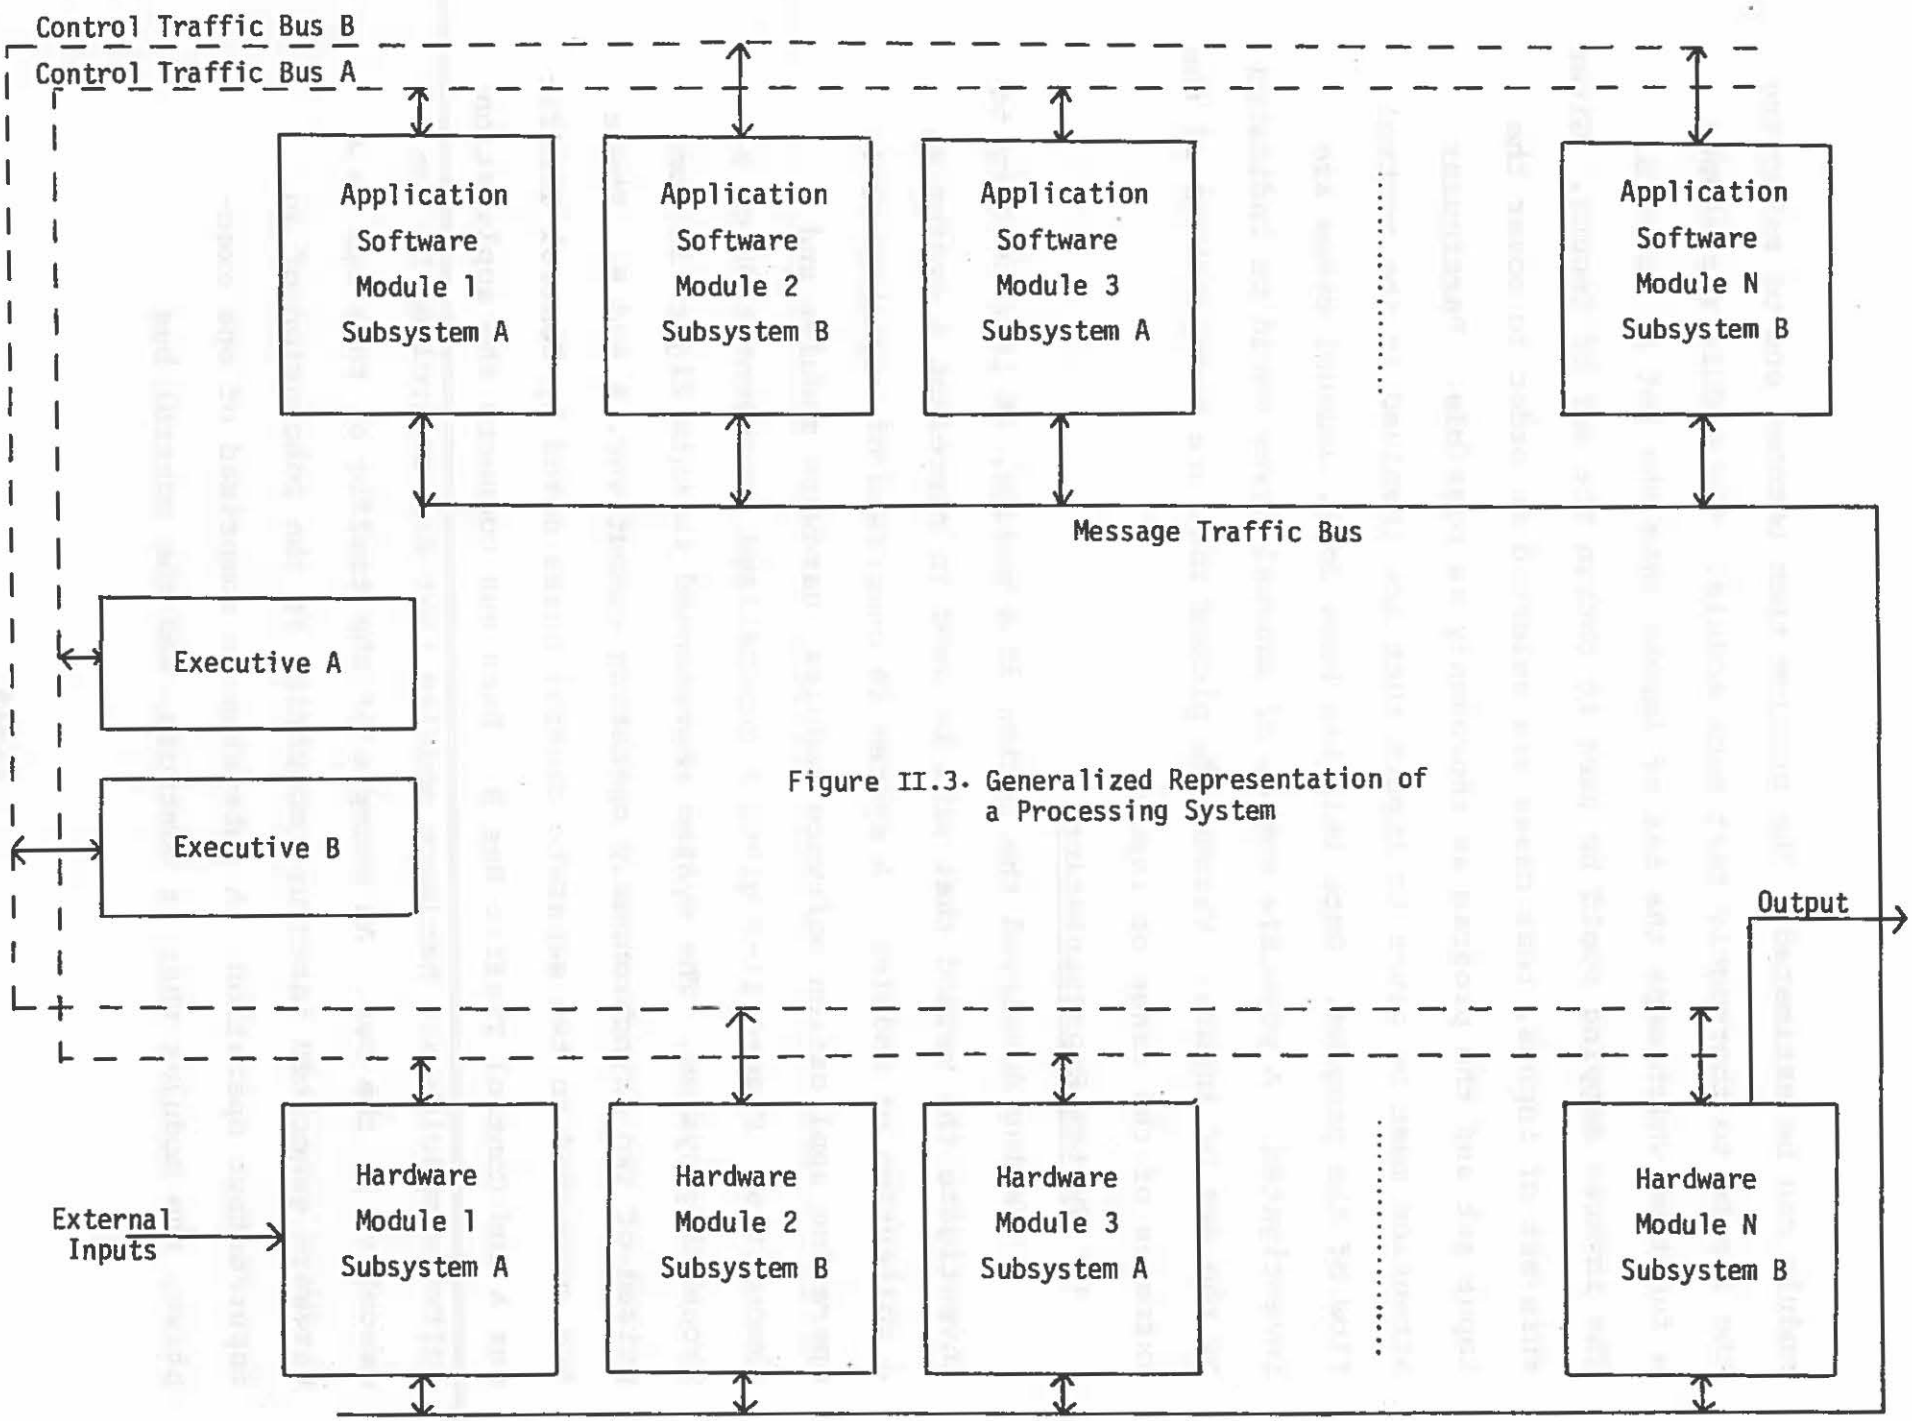 Control Traffic Bus B
Control Traffic Bus A
Application
Software
Module 1
Subsystem A
Application
Software
Module 2
Subsystem B
Application
Software
Module 3
Subsystem A
Application
Software
Module N
Subsystem B
Message Traffic Bus
Executive A
Executive B
Figure II.3. Generalized Representation of
a Processing System
Output
External
Inputs
Hardware
Module 1
Subsystem A
Hardware
Module 2
Subsystem B
Hardware
Module 3
Subsystem A
Hardware
Module N
Subsystem B